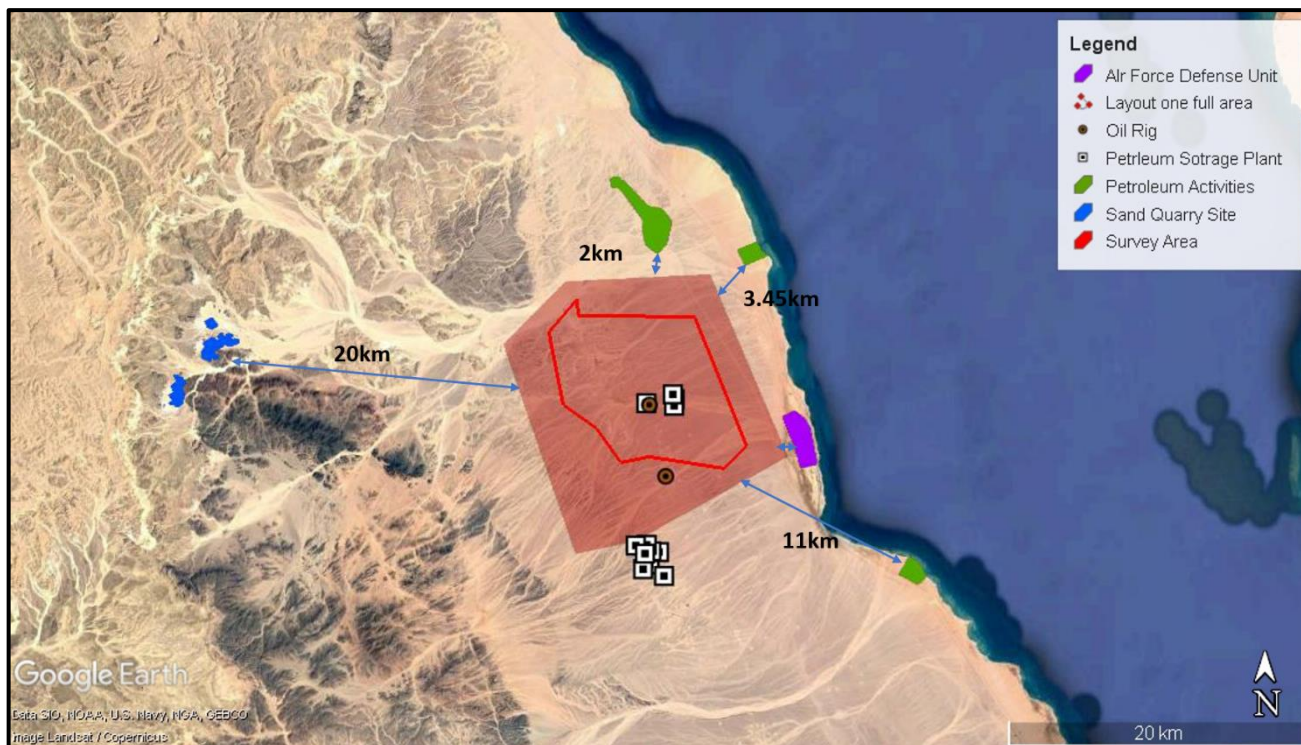 Legend
Air Force Defense Unit
Layout one full area
Oil Rig
Petrleum Sotrage Plant
Petroleum Activities
Sand Quarry Site
Survey Area
2km
3.45km
20km
11km
Google Earth
Data SIO, NOAA, U.S. Navy, NGA, GEBCO
Image Landsat / Copernicus
N
20 km